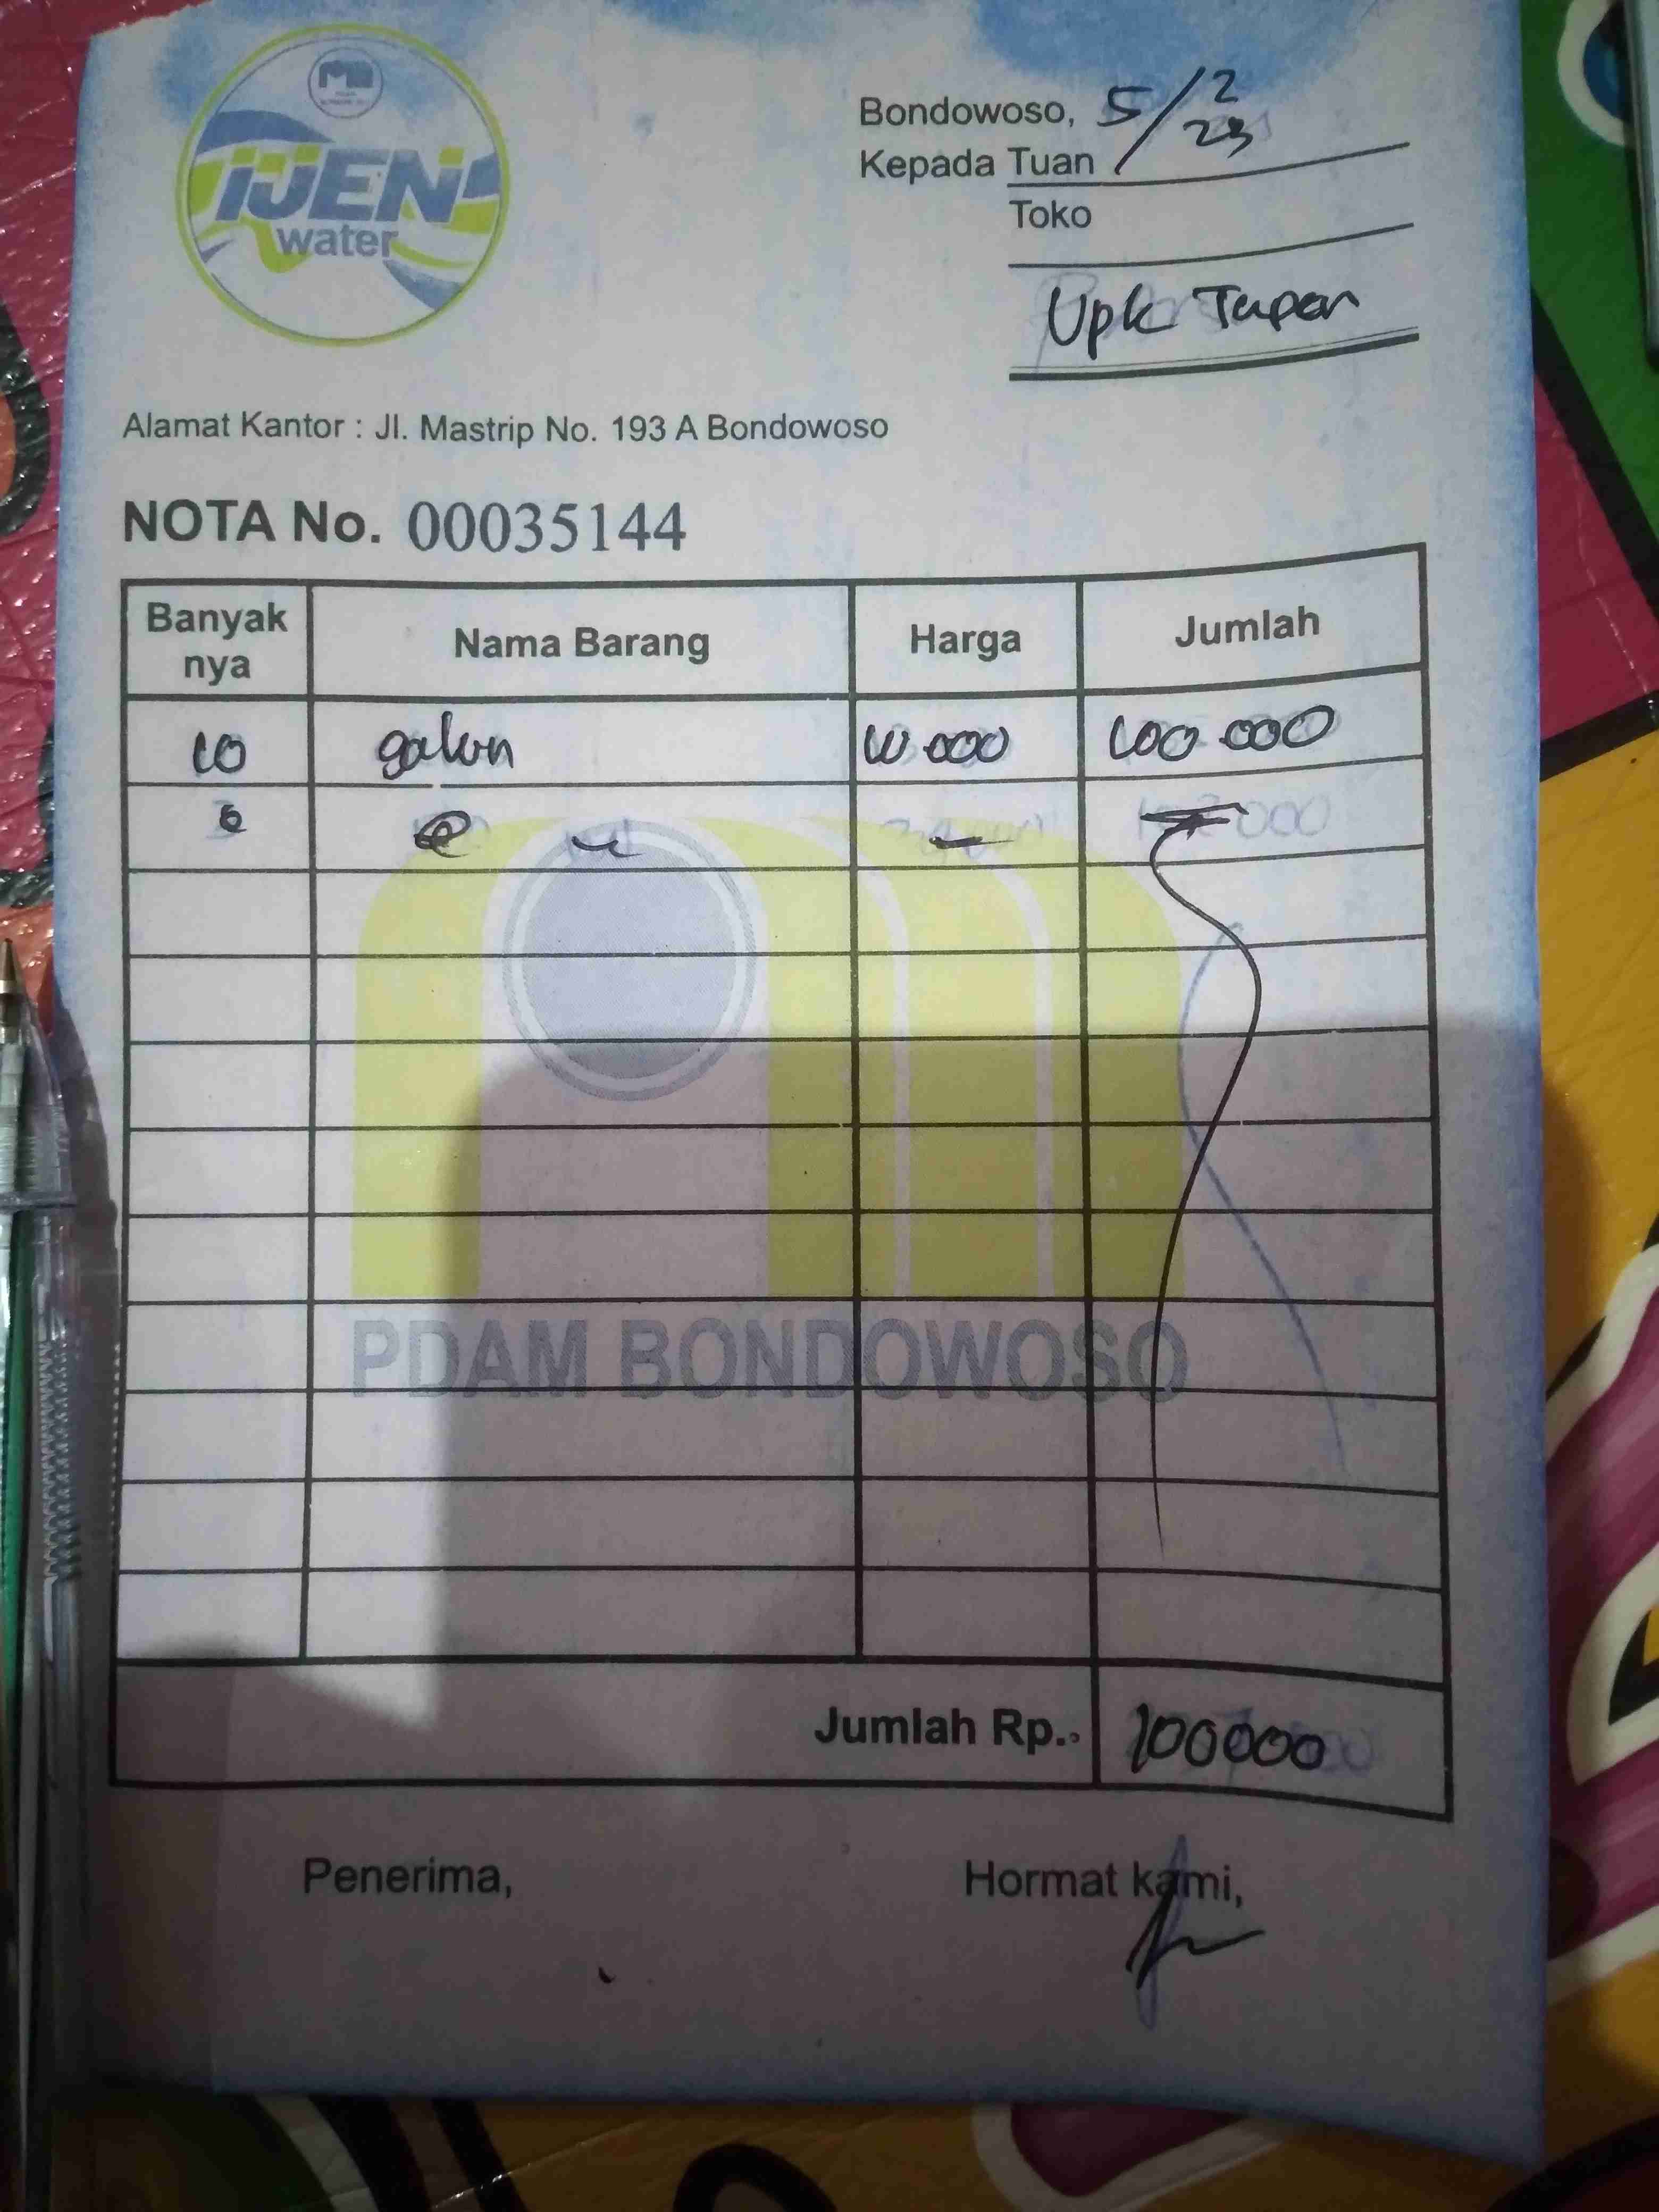 IJEN
water
Bondowoso, 5/2 23
Kepada Tuan
Toko
Upk Tapen
Alamat Kantor : Jl. Mastrip No. 193 A Bondowoso
NOTA No. 00035144
Banyak nya Nama Barang Harga Jumlah
10 galon 10.000 100.000
PDAM BONDOWOSO
Jumlah Rp.. 100000
Penerima, Hormat kami,